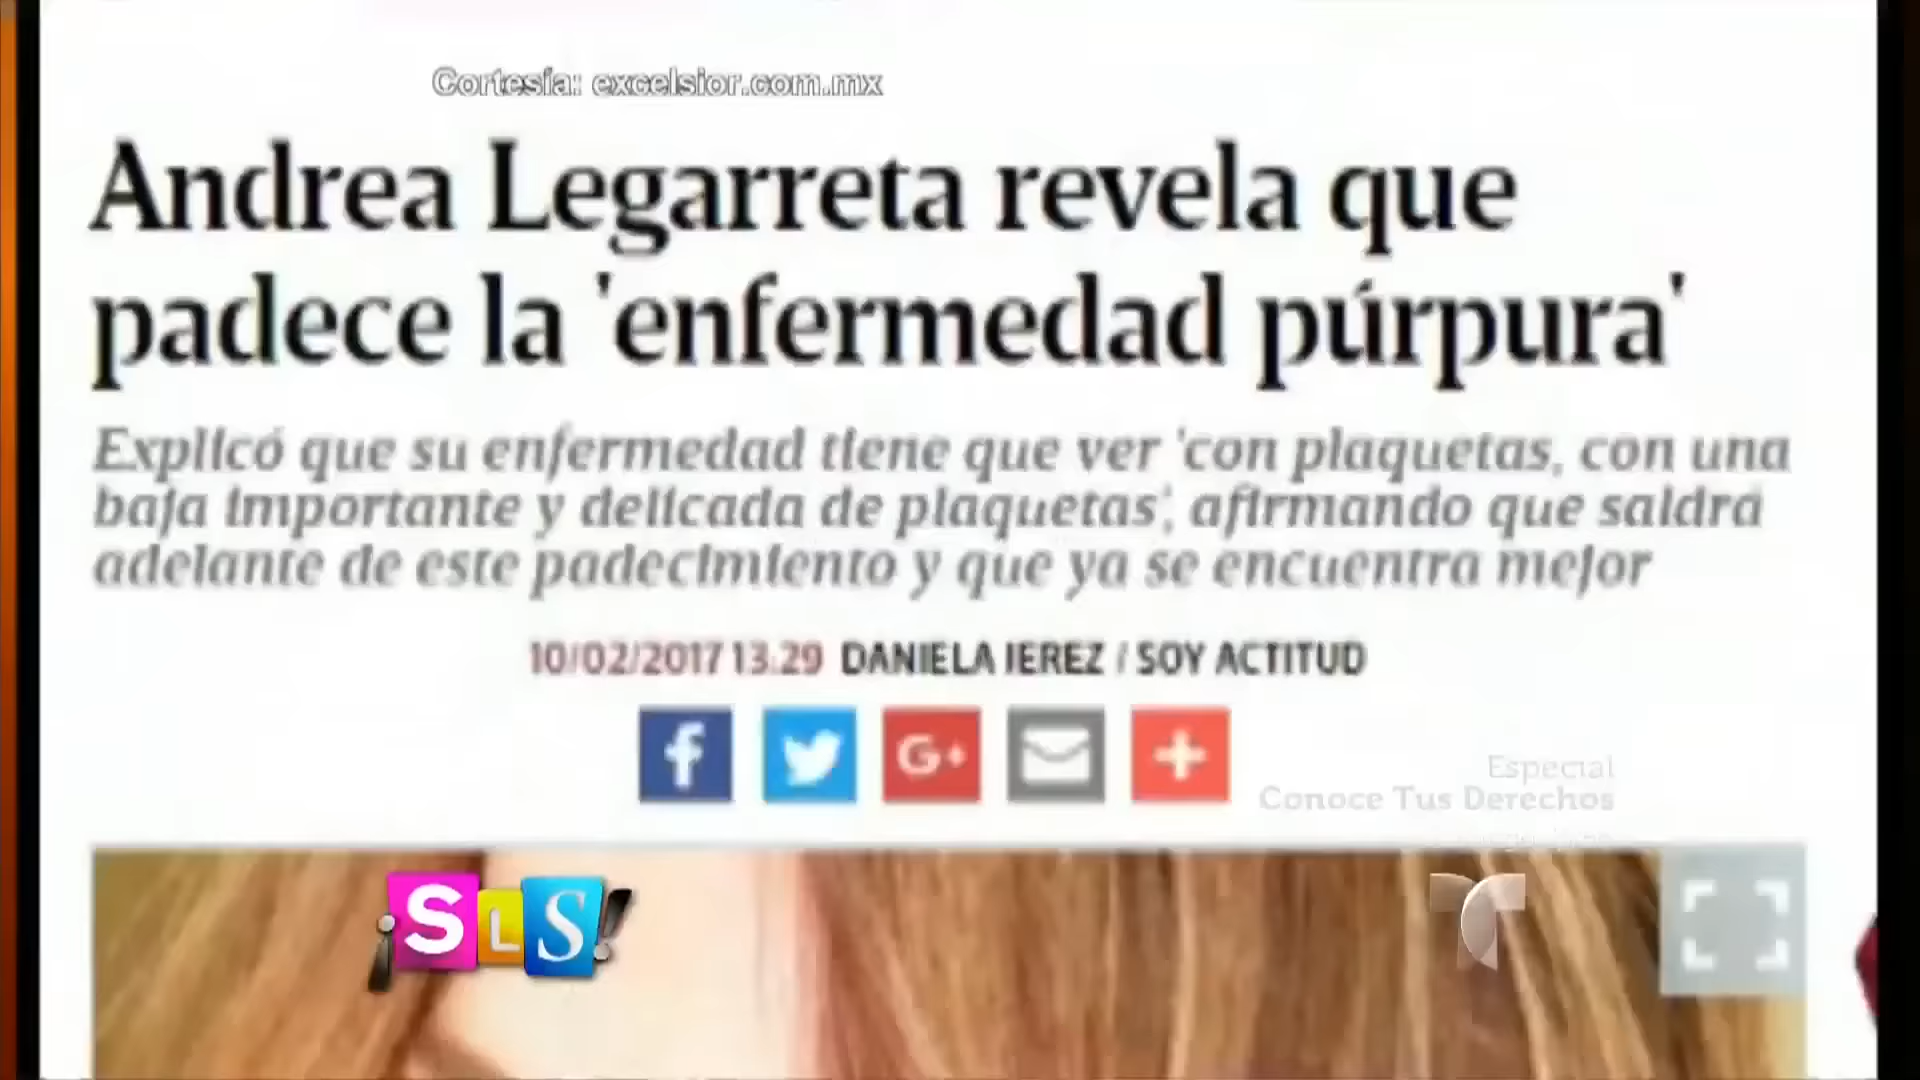 Cortesía: excelsior.com.mx
Andrea Legarreta revela que
padece la 'enfermedad púrpura'
Explicó que su enfermedad tiene que ver 'con plaquetas, con una
baja importante y delicada de plaquetas', afirmando que saldrá
adelante de este padecimiento y que ya se encuentra mejor
10/02/2017 13:29 DANIELA JEREZ / SOY ACTITUD
f G+ +
Especial
Conoce Tus Derechos
¡SLS!
T